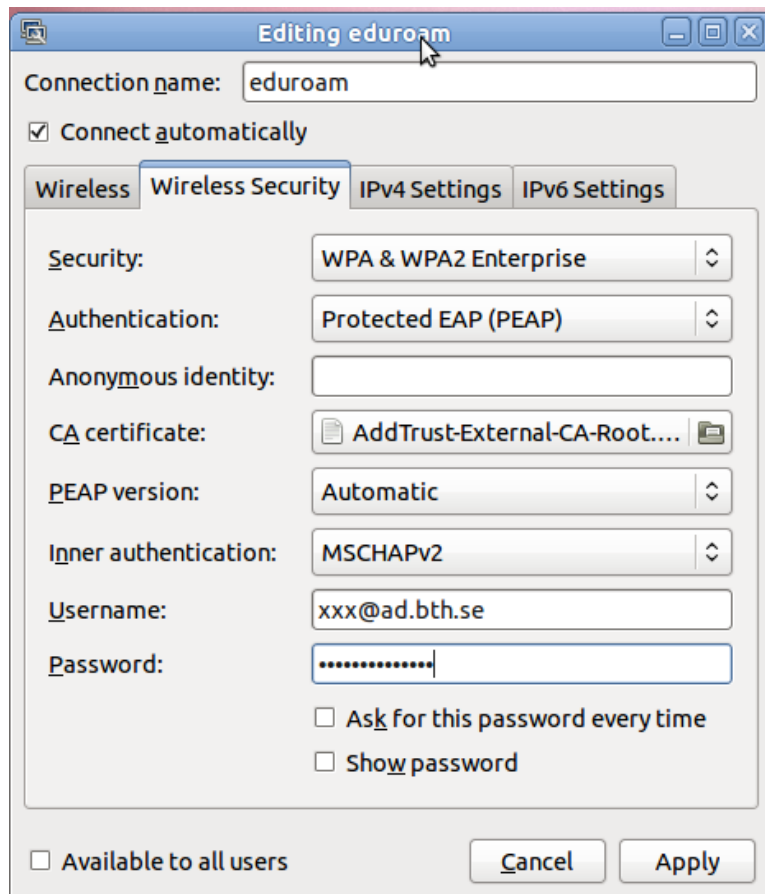 Editing eduroam
Connection name: eduroam
Connect automatically
Wireless Wireless Security IPv4 Settings IPv6 Settings
Security: WPA & WPA2 Enterprise
Authentication: Protected EAP (PEAP)
Anonymous identity:
CA certificate: AddTrust-External-CA-Root....
PEAP version: Automatic
Inner authentication: MSCHAPv2
Username: xxx@ad.bth.se
Password: ••••••••••••••
Ask for this password every time
Show password
Available to all users Cancel Apply